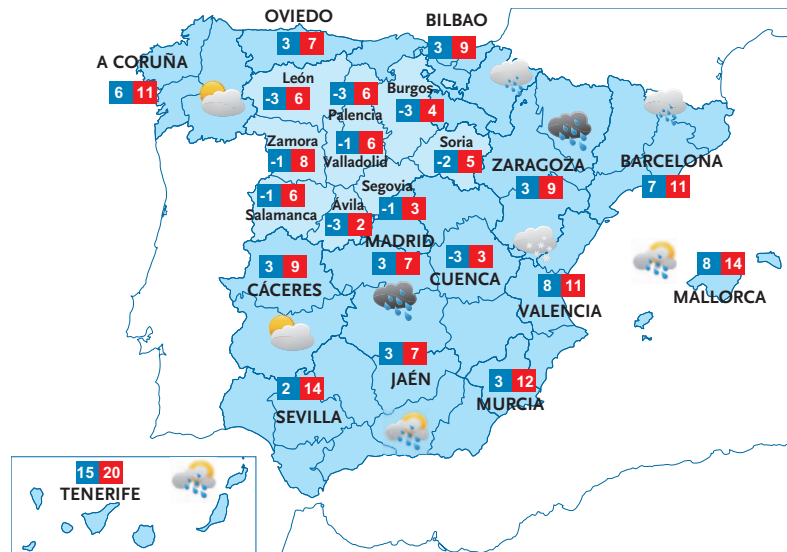 OVIEDO
3 7
BILBAO
3 9
A CORUÑA
6 11
León
-3 6
-3 6
Palencia
Burgos
-3 4
Zamora
-1 8
-1 6
Valladolid
Soria
-2 5
ZARAGOZA
3 9
BARCELONA
7 11
-1 6
Salamanca
Ávila
-3 2
Segovia
-1 3
MADRID
3 7
-3 3
CUENCA
3 9
CÁCERES
8 11
VALENCIA
8 14
MALLORCA
3 7
JAÉN
2 14
SEVILLA
3 12
MURCIA
15 20
TENERIFE